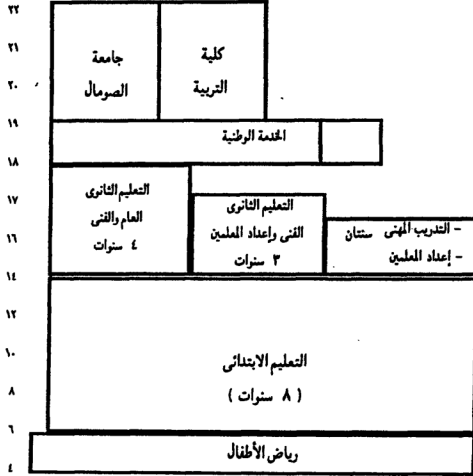 ٢٢
٢١
٢٠
١٩
١٨
١٧
١٦
١٤
١٢
١٠
٨
٦
٤
جامعة
الصومال
كلية
التربية
الخدمة الوطنية
التعليم الثانوى
العام والفنى
٤ سنوات
التعليم الثانوى
الفنى وإعداد المعلمين
٣ سنوات
- التدريب المهنى سنتان
- إعداد المعلمين
التعليم الابتدائى
( ٨ سنوات )
رياض الأطفال